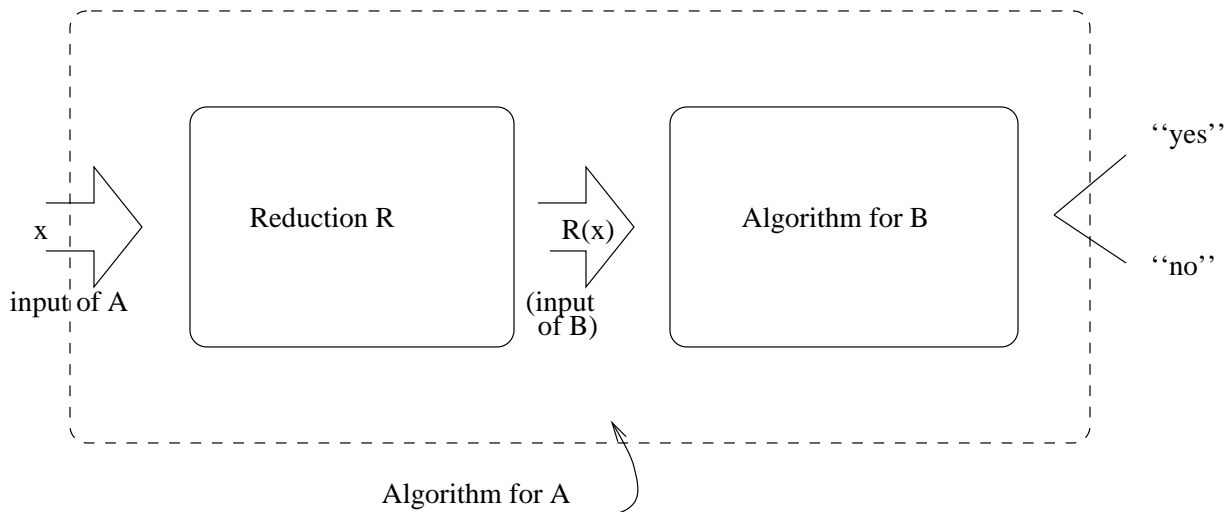 ‘‘yes’’
x
Reduction R
R(x)
Algorithm for B
‘‘no’’
input of A
(input
of B)
Algorithm for A